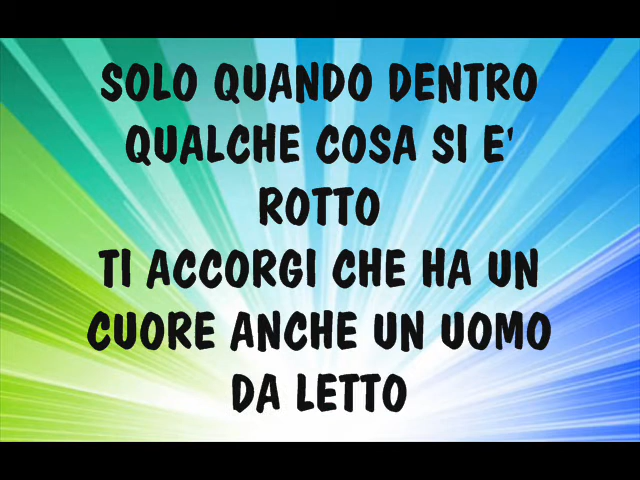 SOLO QUANDO DENTRO
QUALCHE COSA SI E'
ROTTO
TI ACCORGI CHE HA UN
CUORE ANCHE UN UOMO
DA LETTO